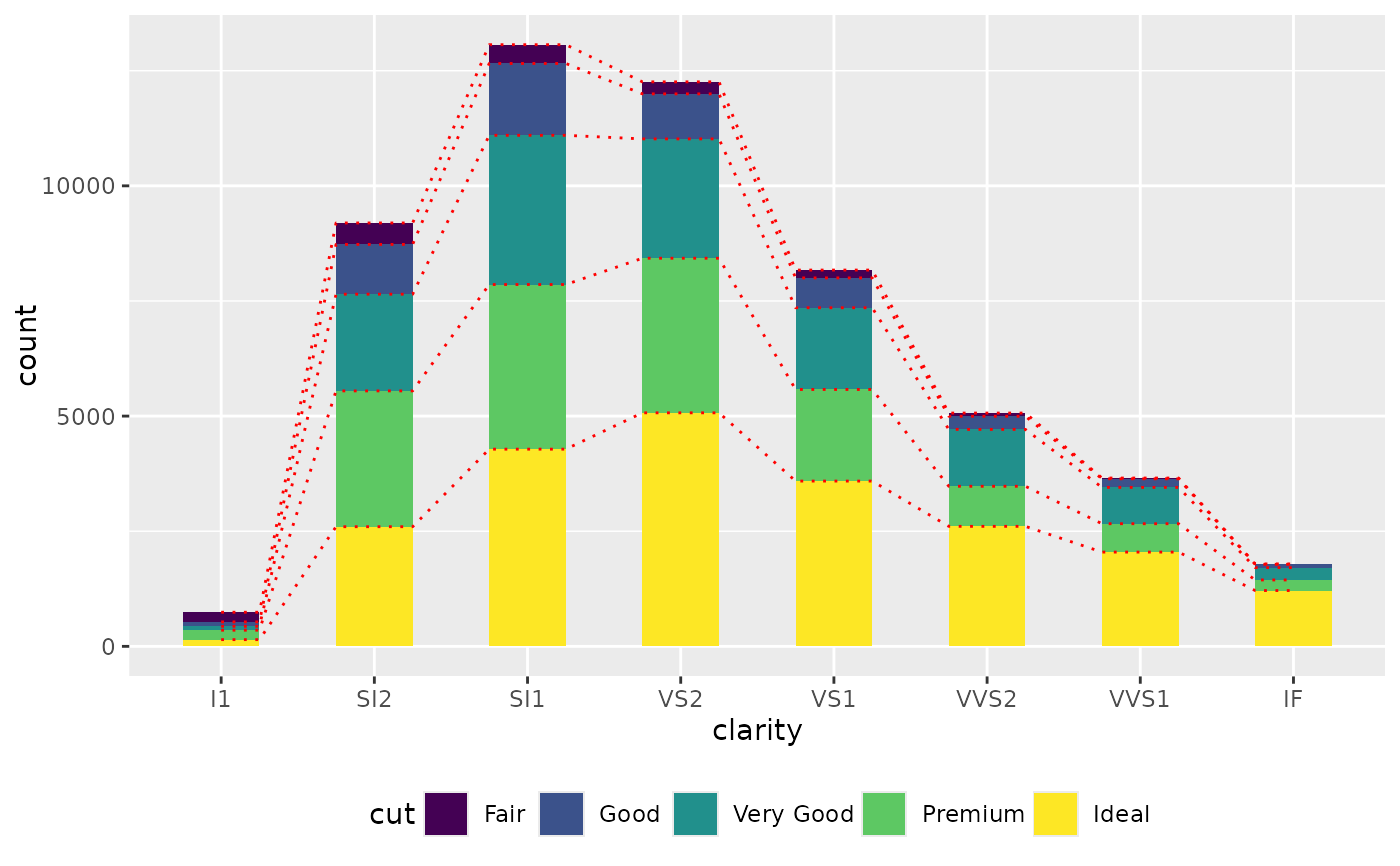 count
10000
5000
0
I1 SI2 SI1 VS2 VS1 VVS2 VVS1 IF
clarity
cut Fair Good Very Good Premium Ideal